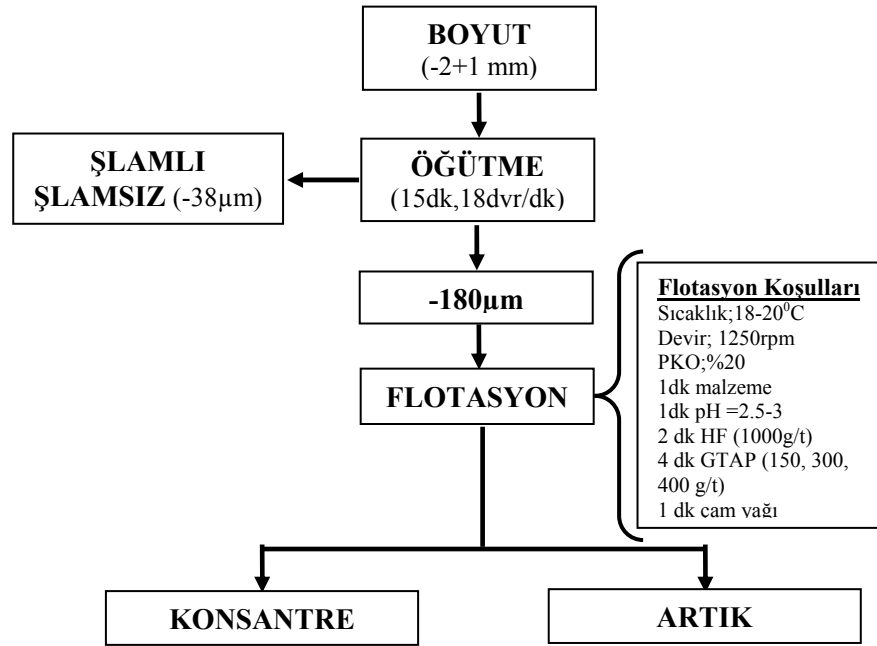 BOYUT
(-2+1 mm)
ŞLAMLI
ŞLAMSIZ (-38µm)
ÖĞÜTME
(15dk,18dvr/dk)
-180µm
FLOTASYON
Flotasyon Koşulları
Sıcaklık;18-20⁰C
Devir; 1250rpm
PKO;%20
1dk malzeme
1dk pH =2.5-3
2 dk HF (1000g/t)
4 dk GTAP (150, 300,
400 g/t)
1 dk çam yağı
KONSANTRE
ARTIK